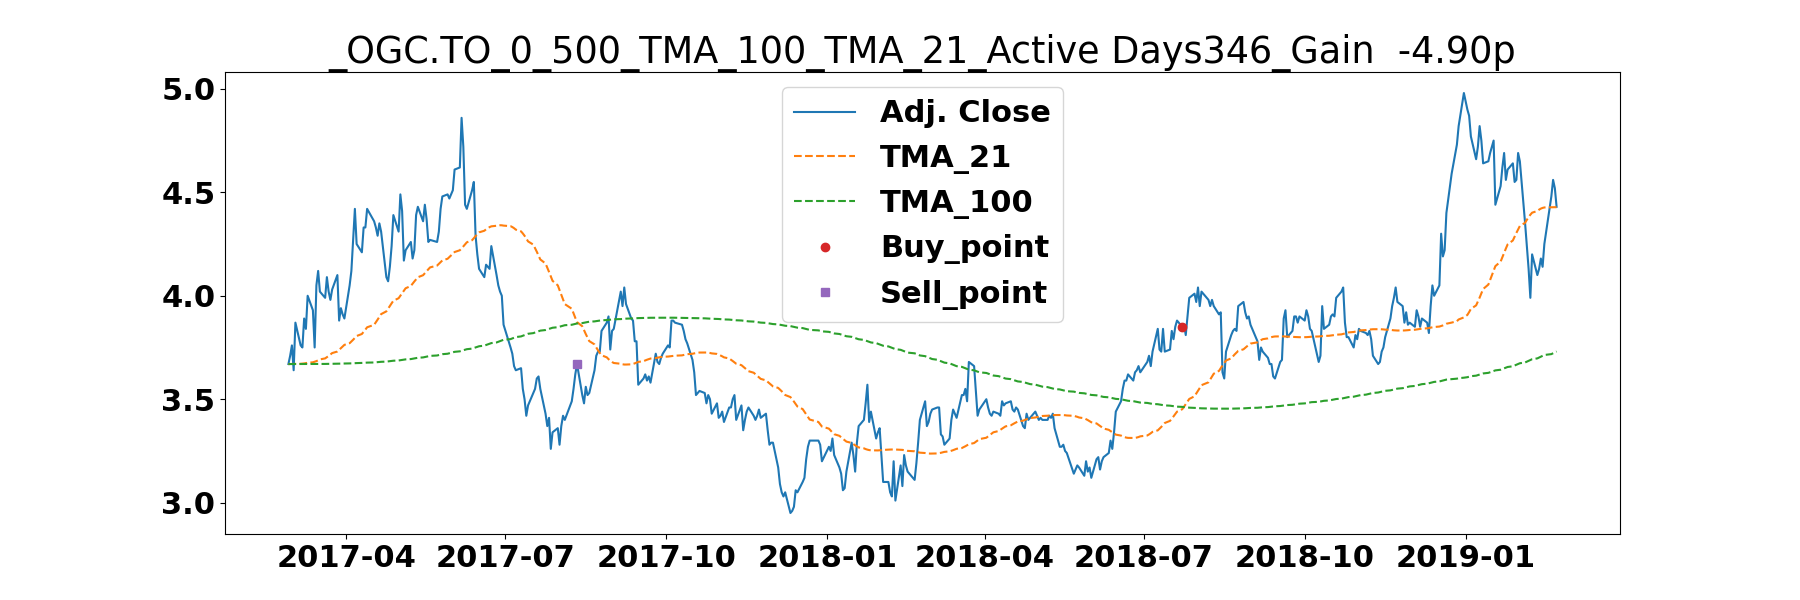 _OGC.TO_0_500_TMA_100_TMA_21_Active Days346_Gain  -4.90p
5.0
4.5
4.0
3.5
3.0
Adj. Close
TMA_21
TMA_100
Buy_point
Sell_point
2017-04 2017-07 2017-10 2018-01 2018-04 2018-07 2018-10 2019-01